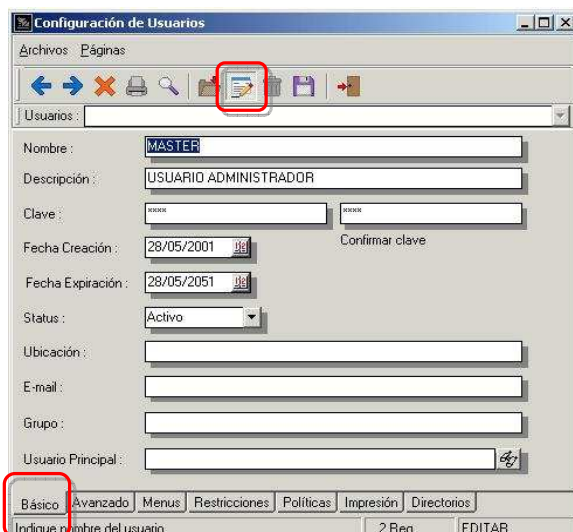 Configuración de Usuarios
Archivos Páginas
Usuarios :
Nombre : MASTER
Descripción : USUARIO ADMINISTRADOR
Clave : **** ****
Confirmar clave
Fecha Creación : 28/05/2001
Fecha Expiración : 28/05/2051
Status : Activo
Ubicación :
E-mail :
Grupo :
Usuario Principal :
Básico Avanzado Menus Restricciones Políticas Impresión Directorios
Indique nombre del usuario 2 Reg. EDITAR